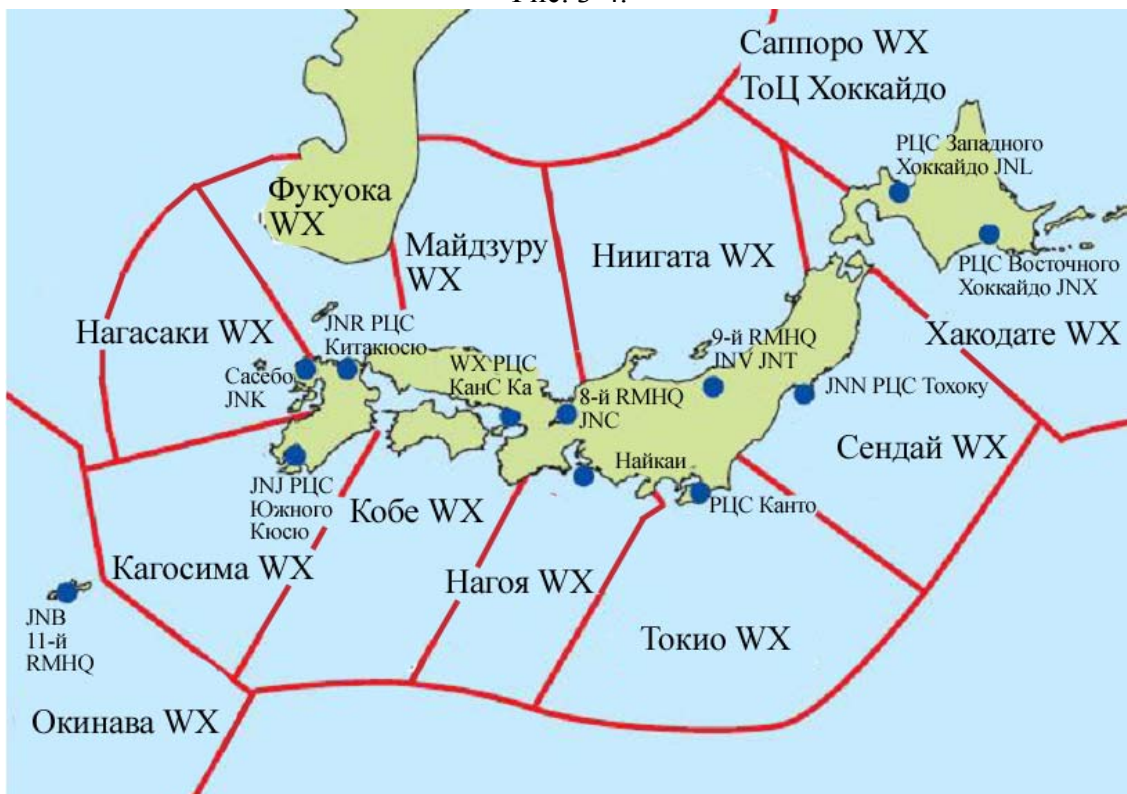 Саппоро WX
ТоЦ Хоккайдо
РЦС Западного
Хоккайдо JNL
Фукуока
WX
Майдзуру
WX
Ниигата WX
РЦС Восточного
Хоккайдо JNX
Нагасаки WX
JNR РЦС
Китакюсю
Хакодате WX
9-й RMHQ
JNV JNT
WX РЦС
КанС Ка
Сасебо
JNK
8-й RMHQ
JNC
JNN РЦС Тохоку
Сендай WX
Найкаи
JNJ РЦС
Южного
Кюсю
Кобе WX
РЦС Канто
Кагосима WX
Нагоя WX
JNB
11-й
RMHQ
Токио WX
Окинава WX